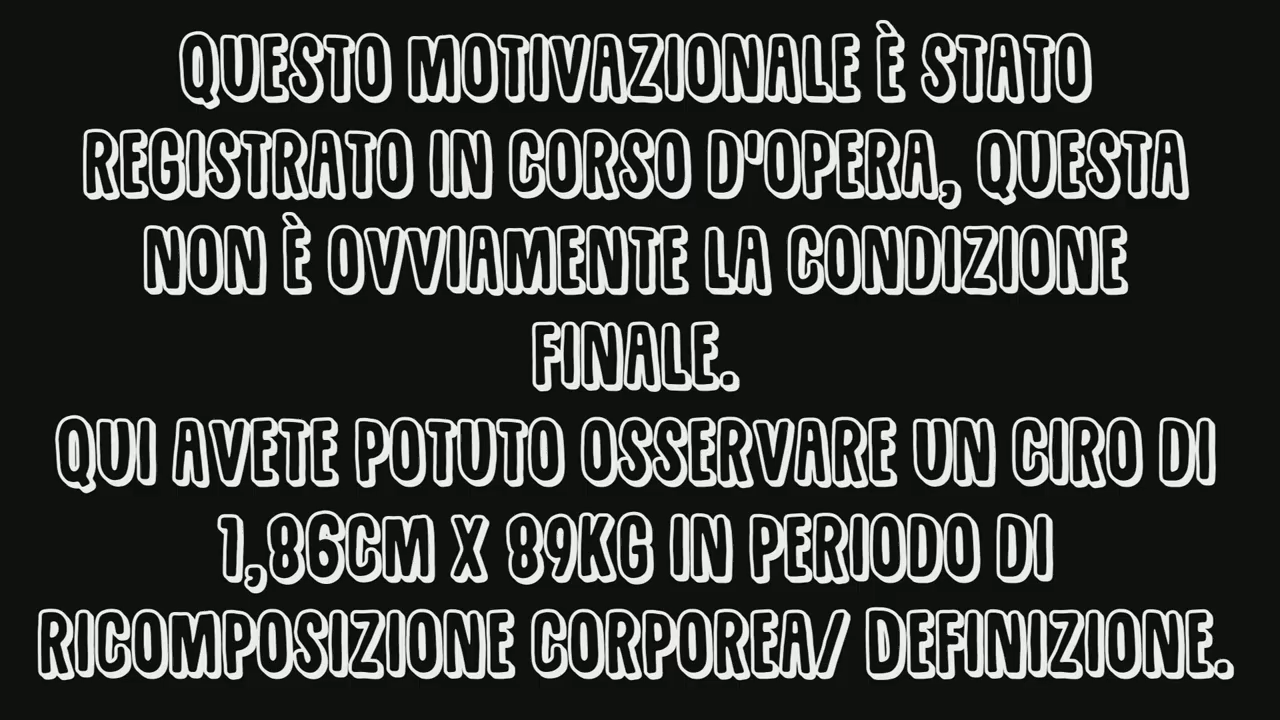 QUESTO MOTIVAZIONALE È STATO
REGISTRATO IN CORSO D'OPERA, QUESTA
NON È OVVIAMENTE LA CONDIZIONE
FINALE.
QUI AVETE POTUTO OSSERVARE UN CIRO DI
1,86CM X 89KG IN PERIODO DI
RICOMPOSIZIONE CORPOREA/ DEFINIZIONE.